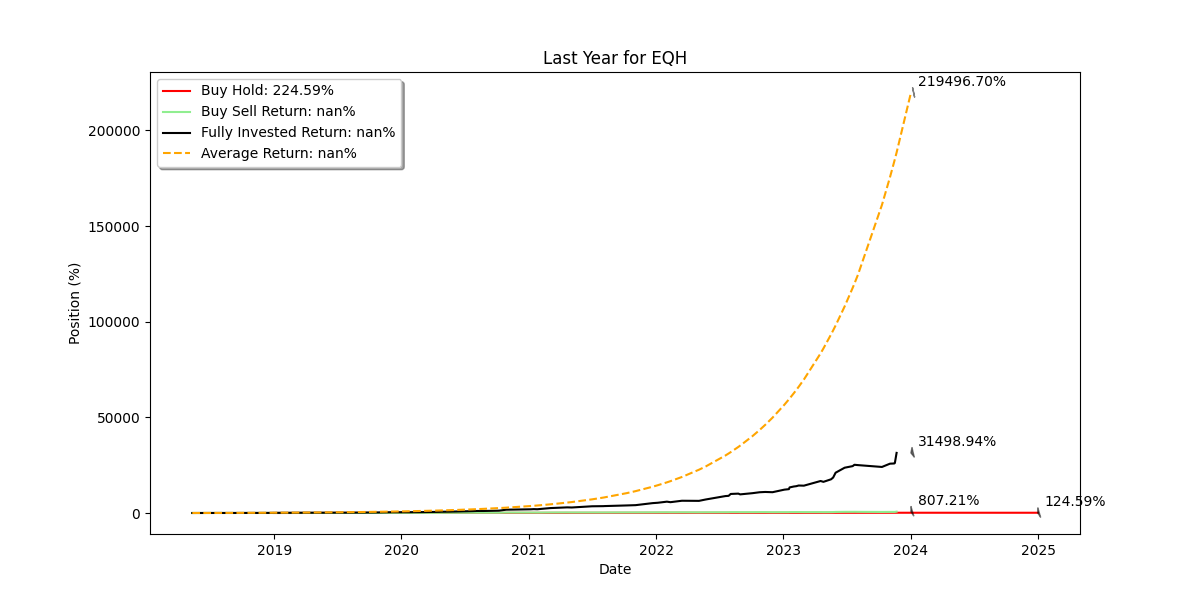 Last Year for EQH
Buy Hold: 224.59%
Buy Sell Return: nan%
Fully Invested Return: nan%
Average Return: nan%
219496.70%
31498.94%
807.21%
124.59%
Position (%)
200000
150000
100000
50000
0
2019
2020
2021
2022
2023
2024
2025
Date